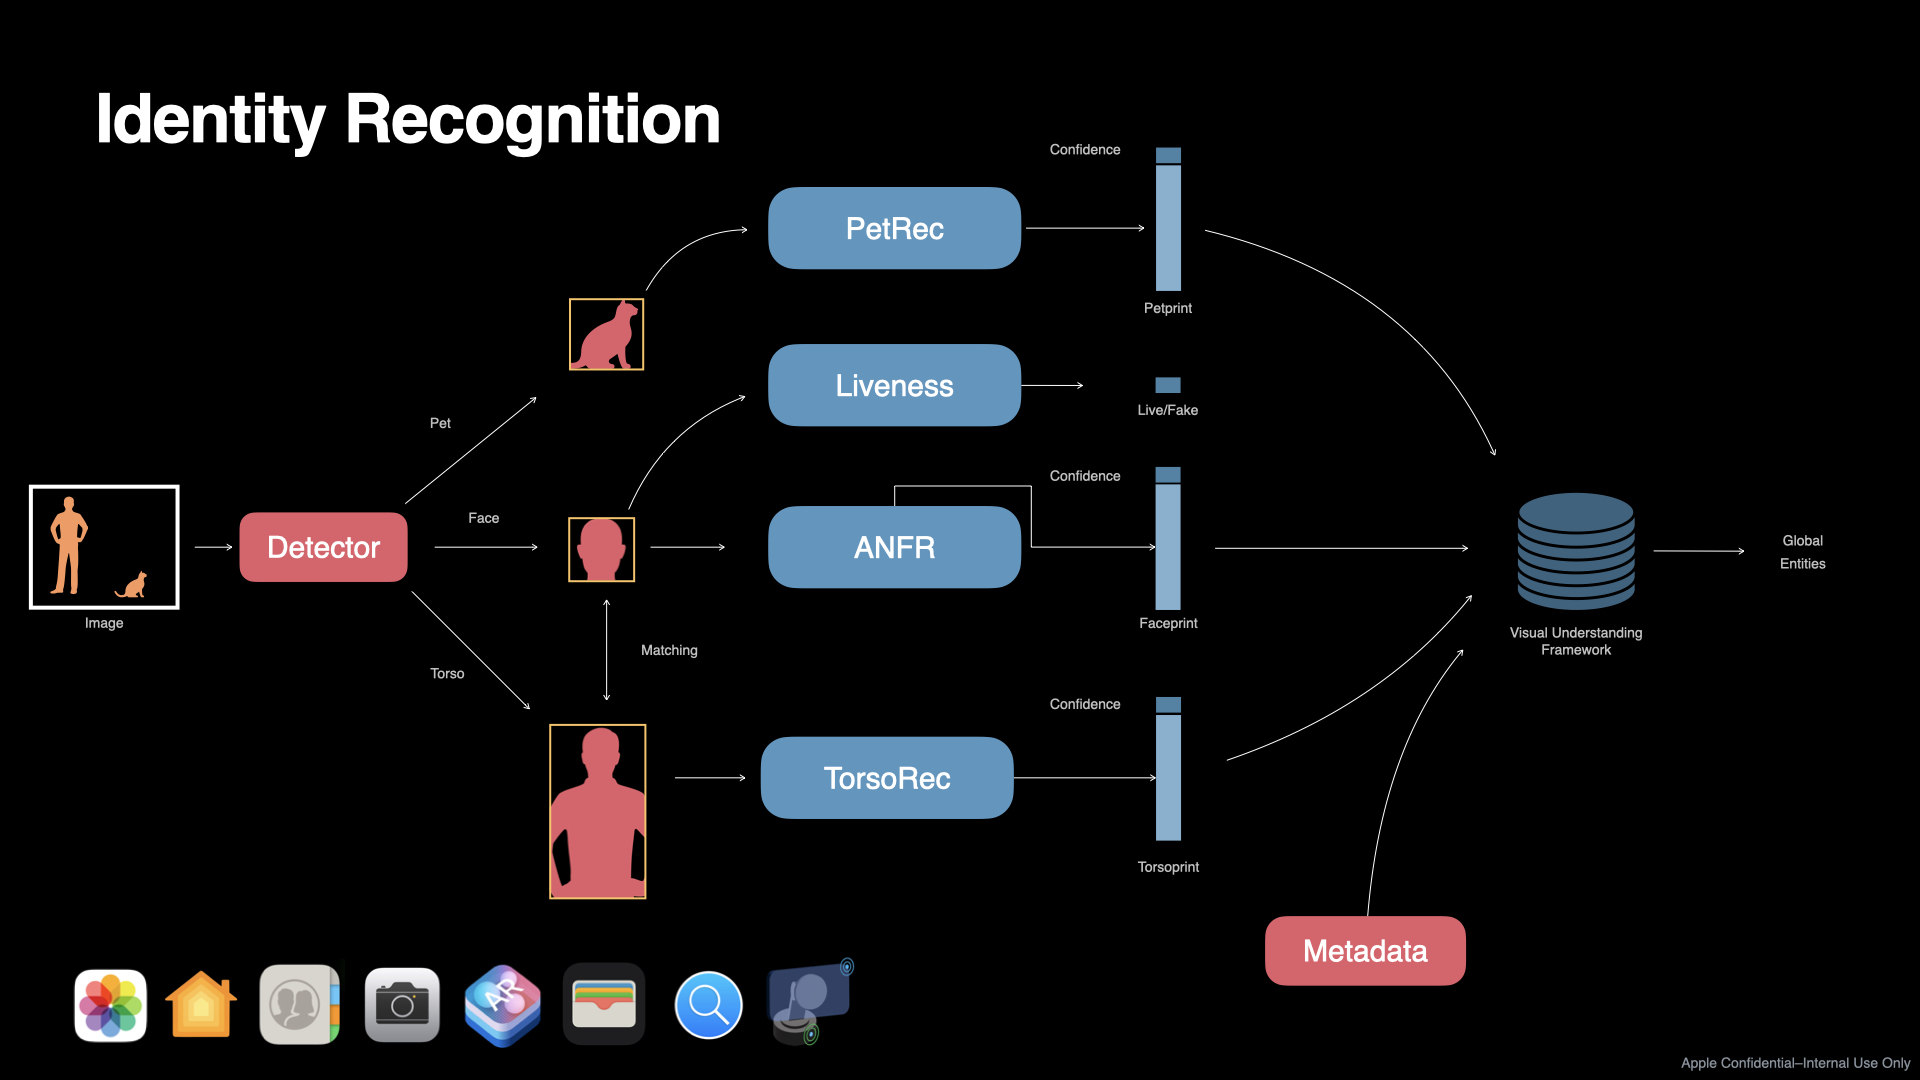 Identity Recognition
Confidence
PetRec
Petprint
Liveness
Live/Fake
Pet
Face
Confidence
Image
Detector
ANFR
Faceprint
Matching
Torso
Confidence
TorsoRec
Torsoprint
Visual Understanding
Framework
Global
Entities
Metadata
AR
Apple Confidential–Internal Use Only